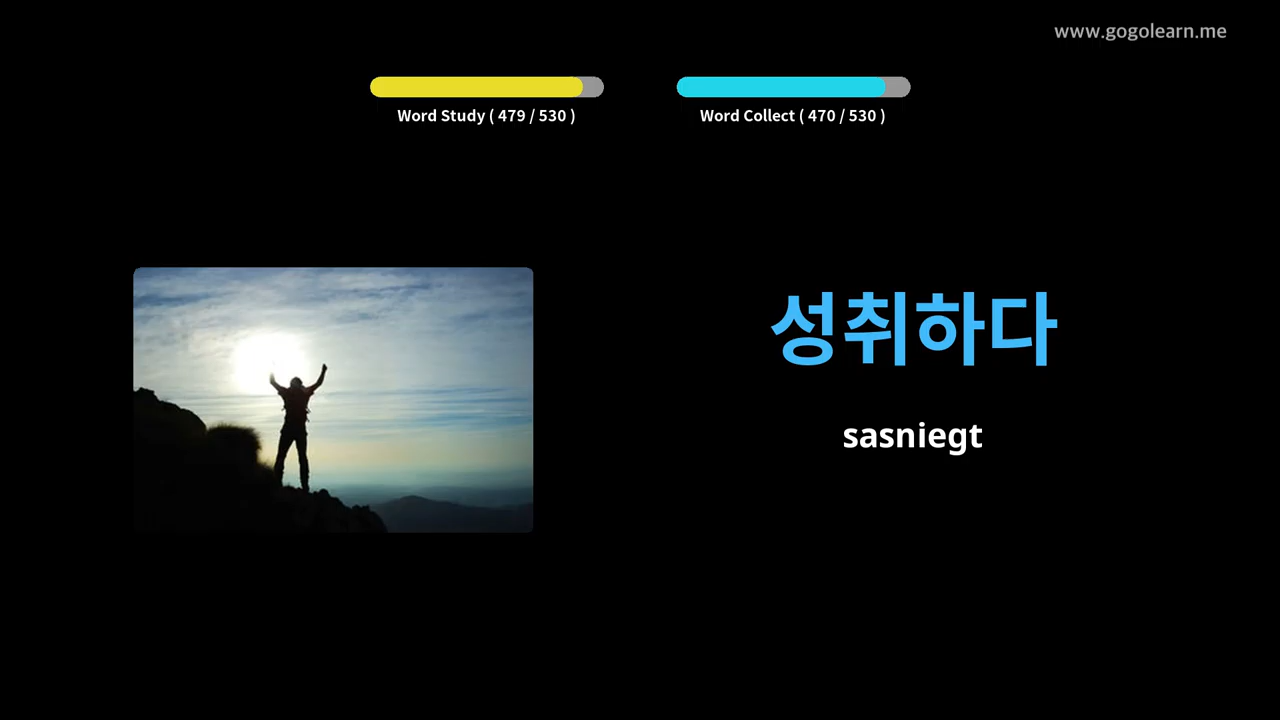 www.gogolearn.me
Word Study ( 479 / 530 )
Word Collect ( 470 / 530 )
성취하다
sasniegt